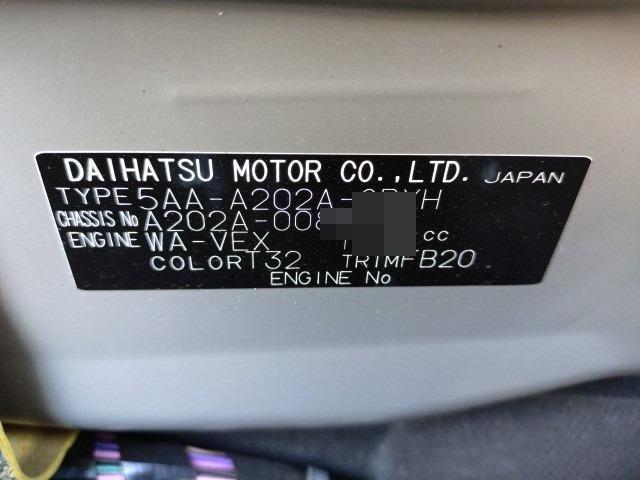 DAIHATSU MOTOR CO.,LTD. JAPAN
TYPE 5AA-A202A-
CHASSIS No A202A-00
ENGINE WA-VEX cc
COLOR T32 TRIM FB20
ENGINE No